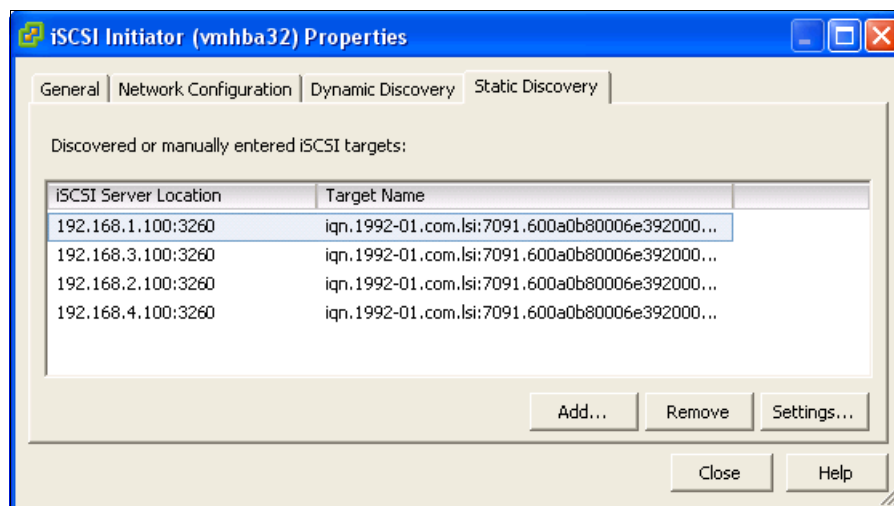 iSCSI Initiator (vmhba32) Properties
General Network Configuration Dynamic Discovery Static Discovery
Discovered or manually entered iSCSI targets:
iSCSI Server Location Target Name
192.168.1.100:3260 iqn.1992-01.com.lsi:7091.600a0b80006e392000...
192.168.3.100:3260 iqn.1992-01.com.lsi:7091.600a0b80006e392000...
192.168.2.100:3260 iqn.1992-01.com.lsi:7091.600a0b80006e392000...
192.168.4.100:3260 iqn.1992-01.com.lsi:7091.600a0b80006e392000...
Add... Remove Settings...
Close Help